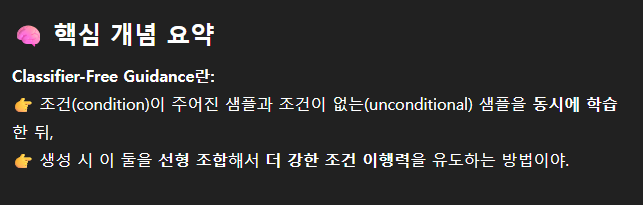 🧠 핵심 개념 요약
Classifier-Free Guidance란:
👉 조건(condition)이 주어진 샘플과 조건이 없는(unconditional) 샘플을 동시에 학습
한 뒤,
👉 생성 시 이 둘을 선형 조합해서 더 강한 조건 이행력을 유도하는 방법이야.